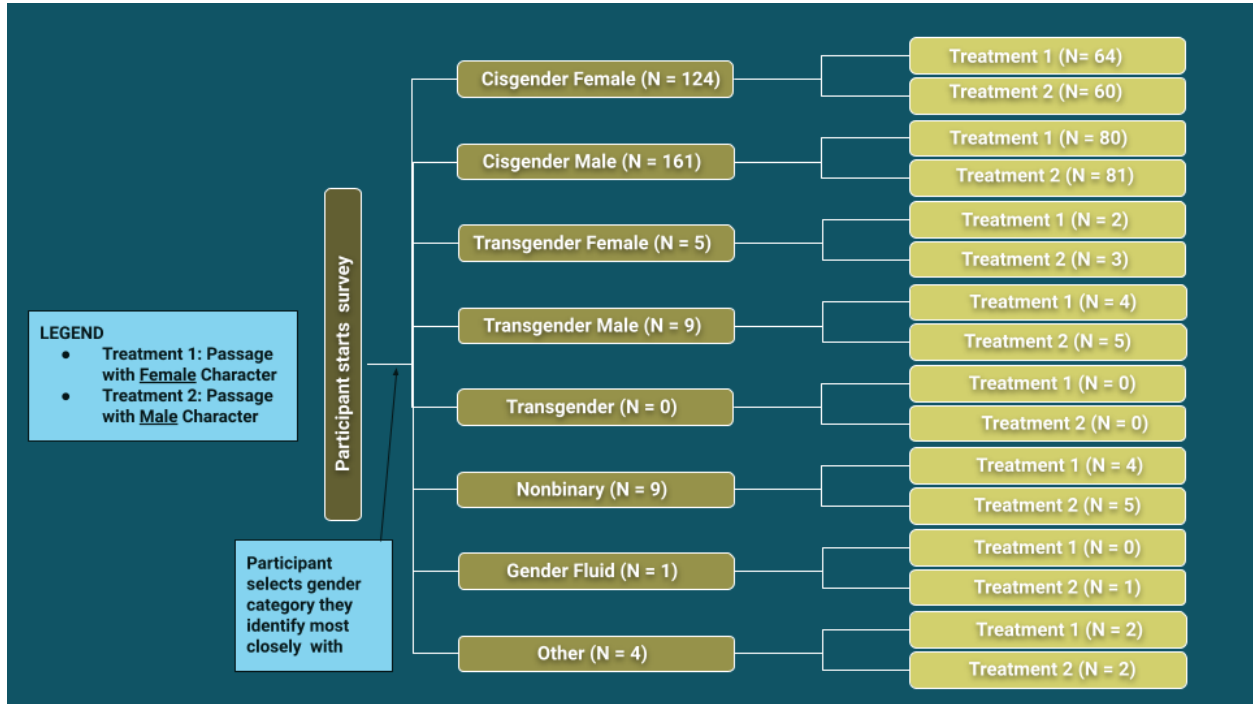 Participant starts survey
LEGEND
● Treatment 1: Passage
with Female Character
● Treatment 2: Passage
with Male Character
Participant
selects gender
category they
identify most
closely with
Cisgender Female (N = 124)
Treatment 1 (N= 64)
Treatment 2 (N= 60)
Cisgender Male (N = 161)
Treatment 1 (N = 80)
Treatment 2 (N = 81)
Transgender Female (N = 5)
Treatment 1 (N = 2)
Treatment 2 (N = 3)
Transgender Male (N = 9)
Treatment 1 (N = 4)
Treatment 2 (N = 5)
Transgender (N = 0)
Treatment 1 (N = 0)
Treatment 2 (N = 0)
Nonbinary (N = 9)
Treatment 1 (N = 4)
Treatment 2 (N = 5)
Gender Fluid (N = 1)
Treatment 1 (N = 0)
Treatment 2 (N = 1)
Other (N = 4)
Treatment 1 (N = 2)
Treatment 2 (N = 2)